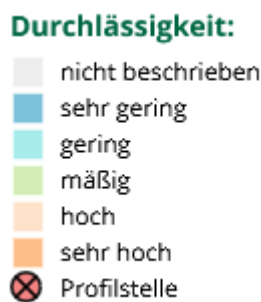 Durchlässigkeit:
nicht beschrieben
sehr gering
gering
mäßig
hoch
sehr hoch
Profilstelle